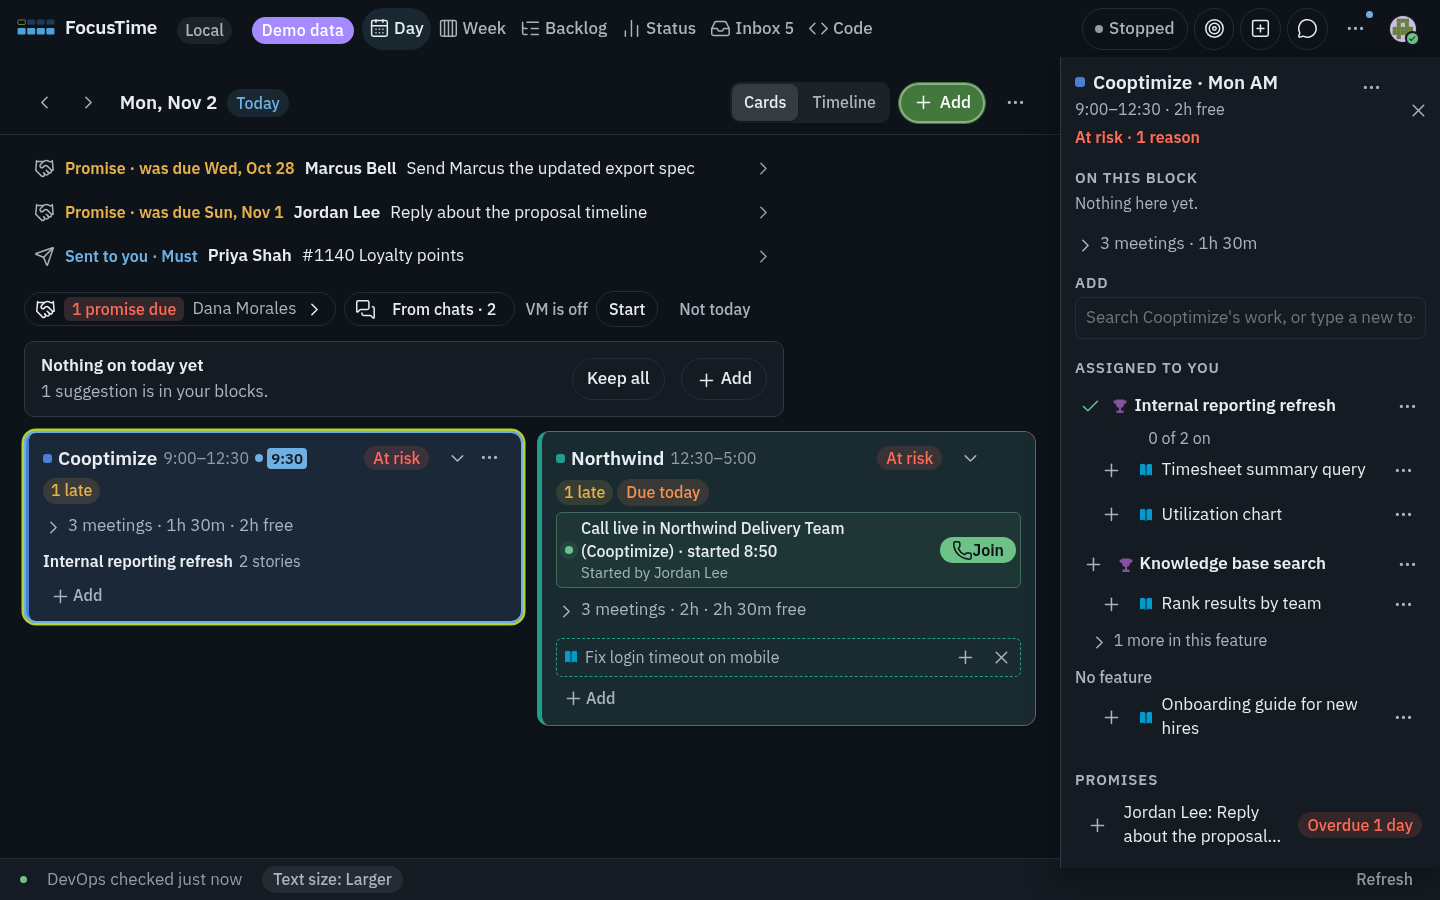 FocusTime Local Demo data Day Week Backlog Status Inbox 5 Code Stopped
Mon, Nov 2 Today Cards Timeline Add
Promise · was due Wed, Oct 28 Marcus Bell Send Marcus the updated export spec
Promise · was due Sun, Nov 1 Jordan Lee Reply about the proposal timeline
Sent to you · Must Priya Shah #1140 Loyalty points
1 promise due Dana Morales From chats · 2 VM is off Start Not today
Nothing on today yet
1 suggestion is in your blocks.
Keep all Add
Cooptimize 9:00–12:30 9:30 At risk
1 late
3 meetings · 1h 30m · 2h free
Internal reporting refresh 2 stories
Add
Northwind 12:30–5:00 At risk
1 late Due today
Call live in Northwind Delivery Team
(Cooptimize) · started 8:50
Started by Jordan Lee
Join
3 meetings · 2h · 2h 30m free
Fix login timeout on mobile
Add
Cooptimize · Mon AM
9:00–12:30 · 2h free
At risk · 1 reason
ON THIS BLOCK
Nothing here yet.
3 meetings · 1h 30m
ADD
Search Cooptimize's work, or type a new to
ASSIGNED TO YOU
Internal reporting refresh
0 of 2 on
Timesheet summary query
Utilization chart
Knowledge base search
Rank results by team
1 more in this feature
No feature
Onboarding guide for new
hires
PROMISES
Jordan Lee: Reply
about the proposal...
Overdue 1 day
DevOps checked just now Text size: Larger Refresh